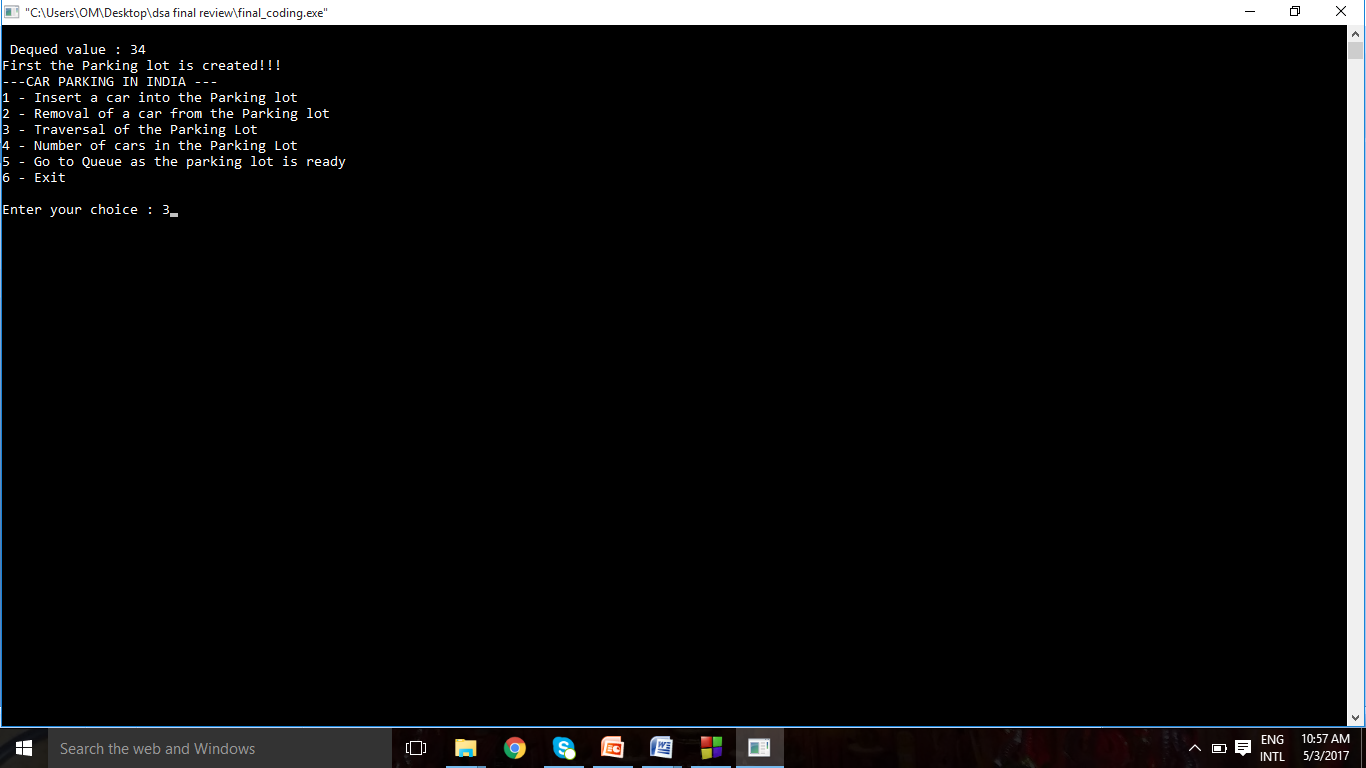 "C:\Users\OM\Desktop\dsa final review\final_coding.exe"
Dequed value : 34
First the Parking lot is created!!!
---CAR PARKING IN INDIA ---
1 - Insert a car into the Parking lot
2 - Removal of a car from the Parking lot
3 - Traversal of the Parking Lot
4 - Number of cars in the Parking Lot
5 - Go to Queue as the parking lot is ready
6 - Exit
Enter your choice : 3
Search the web and Windows
ENG
INTL
10:57 AM
5/3/2017